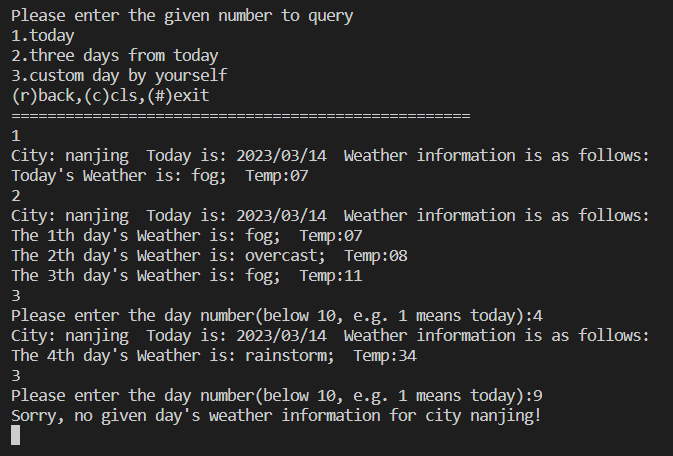 Please enter the given number to query
1.today
2.three days from today
3.custom day by yourself
(r)back,(c)cls,(#)exit
===================================================
1
City: nanjing  Today is: 2023/03/14  Weather information is as follows:
Today's Weather is: fog;  Temp:07
2
City: nanjing  Today is: 2023/03/14  Weather information is as follows:
The 1th day's Weather is: fog;  Temp:07
The 2th day's Weather is: overcast;  Temp:08
The 3th day's Weather is: fog;  Temp:11
3
Please enter the day number(below 10, e.g. 1 means today):4
City: nanjing  Today is: 2023/03/14  Weather information is as follows:
The 4th day's Weather is: rainstorm;  Temp:34
3
Please enter the day number(below 10, e.g. 1 means today):9
Sorry, no given day's weather information for city nanjing!